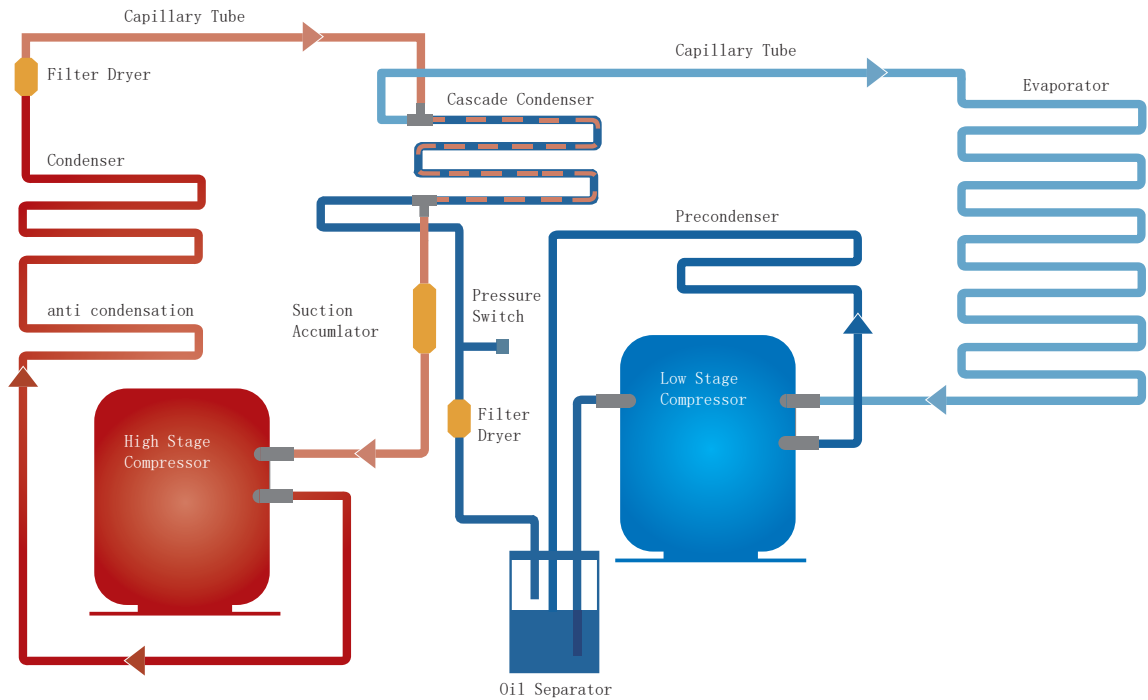 Capillary Tube
Filter Dryer
Capillary Tube
Evaporator
Cascade Condenser
Condenser
Precondenser
anti condensation
Suction
Accumlator
Pressure
Switch
Low Stage
Compressor
Filter
Dryer
High Stage
Compressor
Oil Separator